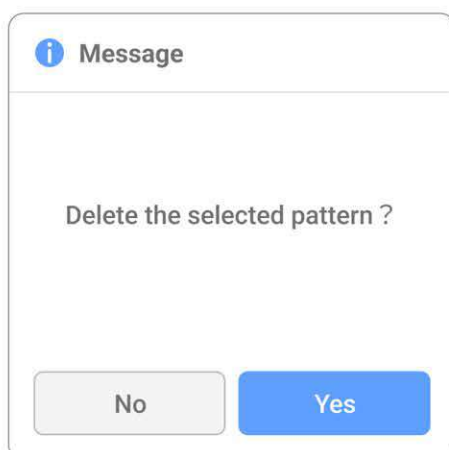 Message
Delete the selected pattern ?
No
Yes